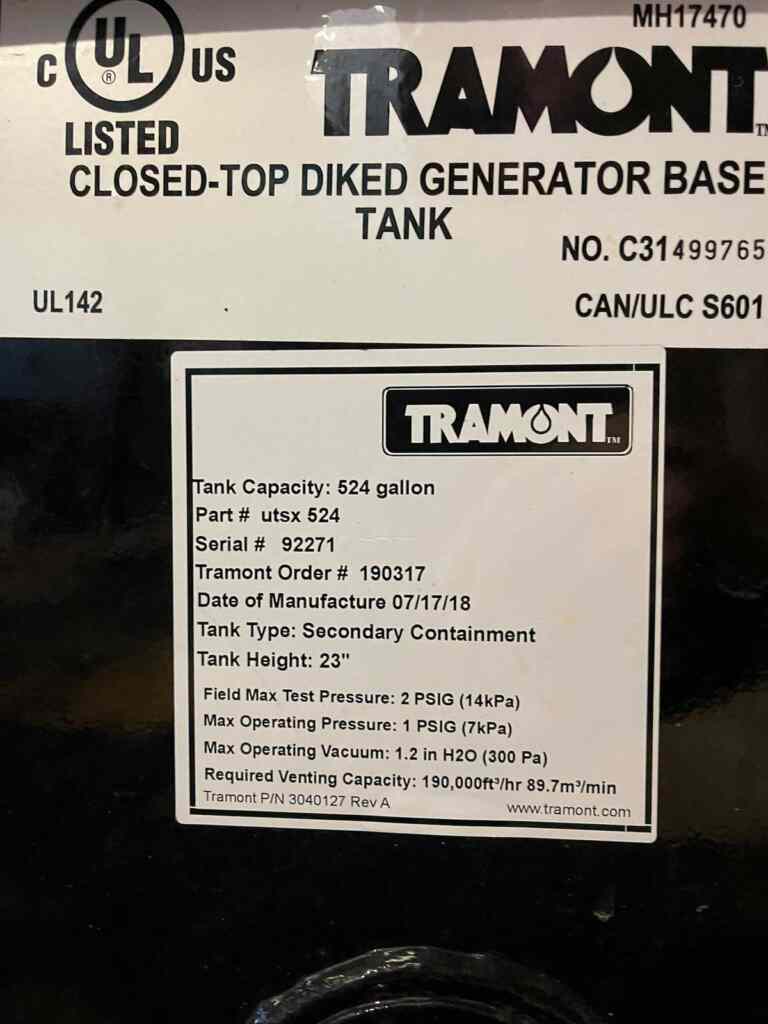 MH17470
C UL ® US
TRAMONT TM
LISTED
CLOSED-TOP DIKED GENERATOR BASE
TANK
NO. C31499765
UL142
CAN/ULC S601
TRAMONT TM
Tank Capacity: 524 gallon
Part # utsx 524
Serial # 92271
Tramont Order # 190317
Date of Manufacture 07/17/18
Tank Type: Secondary Containment
Tank Height: 23"
Field Max Test Pressure: 2 PSIG (14kPa)
Max Operating Pressure: 1 PSIG (7kPa)
Max Operating Vacuum: 1.2 in H2O (300 Pa)
Required Venting Capacity: 190,000ft³/hr 89.7m³/min
Tramont P/N 3040127 Rev A
www.tramont.com